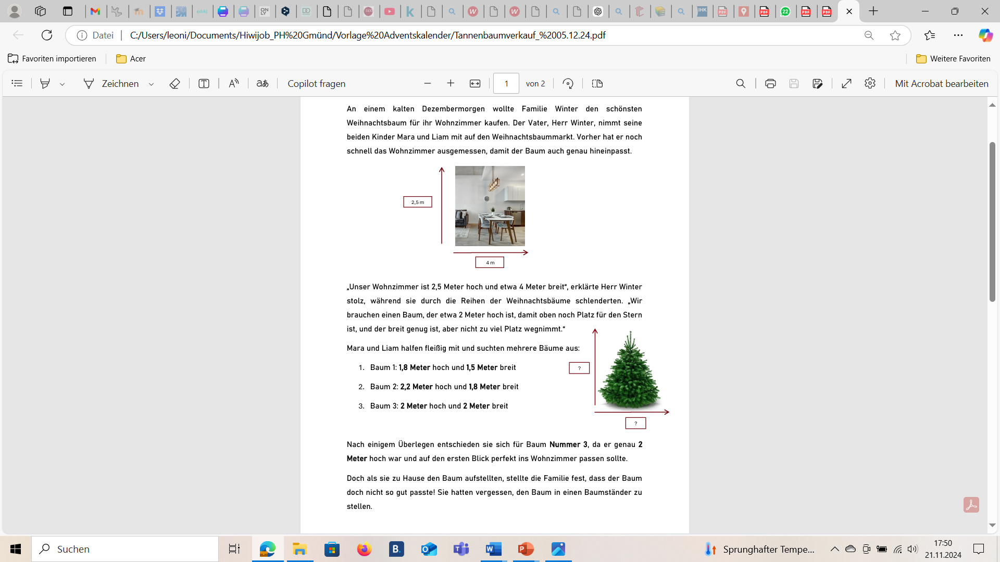 Datei
C:/Users/leoni/Documents/Hiwijob_PH%20Gmünd/Vorlage%20Adventskalender/Tannenbaumverkauf_%2005.12.24.pdf
Favoriten importieren
Acer
Weitere Favoriten
Zeichnen
Copilot fragen
1
von 2
Mit Acrobat bearbeiten
An einem kalten Dezembermorgen wollte Familie Winter den schönsten
Weihnachtsbaum für ihr Wohnzimmer kaufen. Der Vater, Herr Winter, nimmt seine
beiden Kinder Mara und Liam mit auf den Weihnachtsbaummarkt. Vorher hat er noch
schnell das Wohnzimmer ausgemessen, damit der Baum auch genau hineinpasst.
2,5 m
4 m
„Unser Wohnzimmer ist 2,5 Meter hoch und etwa 4 Meter breit“, erklärte Herr Winter
stolz, während sie durch die Reihen der Weihnachtsbäume schlenderten. „Wir
brauchen einen Baum, der etwa 2 Meter hoch ist, damit oben noch Platz für den Stern
ist, und der breit genug ist, aber nicht zu viel Platz wegnimmt.“
Mara und Liam halfen fleißig mit und suchten mehrere Bäume aus:
1. Baum 1: 1,8 Meter hoch und 1,5 Meter breit
2. Baum 2: 2,2 Meter hoch und 1,8 Meter breit
3. Baum 3: 2 Meter hoch und 2 Meter breit
?
?
Nach einigem Überlegen entschieden sie sich für Baum Nummer 3, da er genau 2
Meter hoch war und auf den ersten Blick perfekt ins Wohnzimmer passen sollte.
Doch als sie zu Hause den Baum aufstellten, stellte die Familie fest, dass der Baum
doch nicht so gut passte! Sie hatten vergessen, den Baum in einen Baumständer zu
stellen.
Suchen
Sprunghafter Tempe...
17:50
21.11.2024